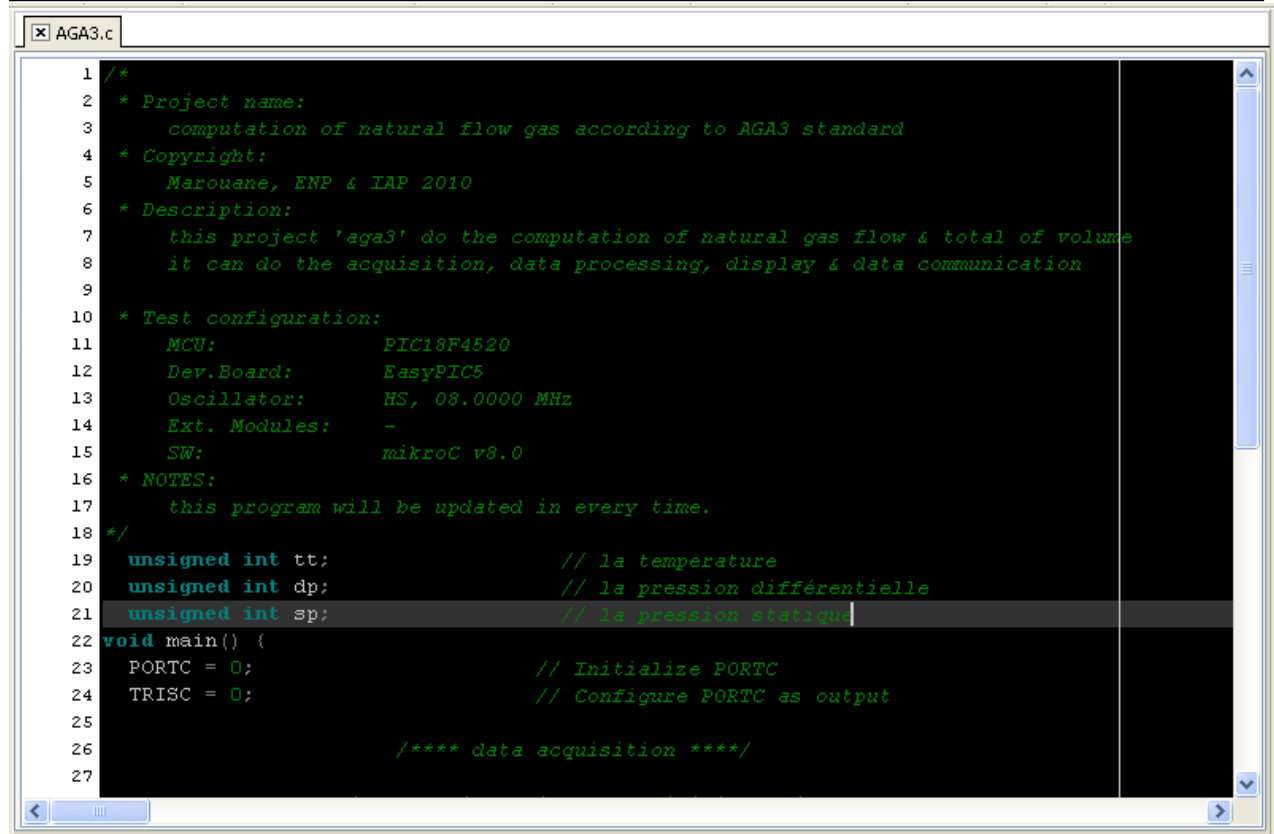 AGA3.c
1 /*
2 * Project name:
3 computation of natural flow gas according to AGA3 standard
4 * Copyright:
5 Marouane, ENP & IAP 2010
6 * Description:
7 this project 'aga3' do the computation of natural gas flow & total of volume
8 it can do the acquisition, data processing, display & data communication
9
10 * Test configuration:
11 MCU: PIC18F4520
12 Dev.Board: EasyPIC5
13 Oscillator: HS, 08.0000 MHz
14 Ext. Modules: -
15 SW: mikroC v8.0
16 * NOTES:
17 this program will be updated in every time.
18 */
19 unsigned int tt; // la temperature
20 unsigned int dp; // la pression différentielle
21 unsigned int sp; // la pression statique
22 void main() {
23 PORTC = 0; // Initialize PORTC
24 TRISC = 0; // Configure PORTC as output
25
26 /**** data acquisition ****/
27